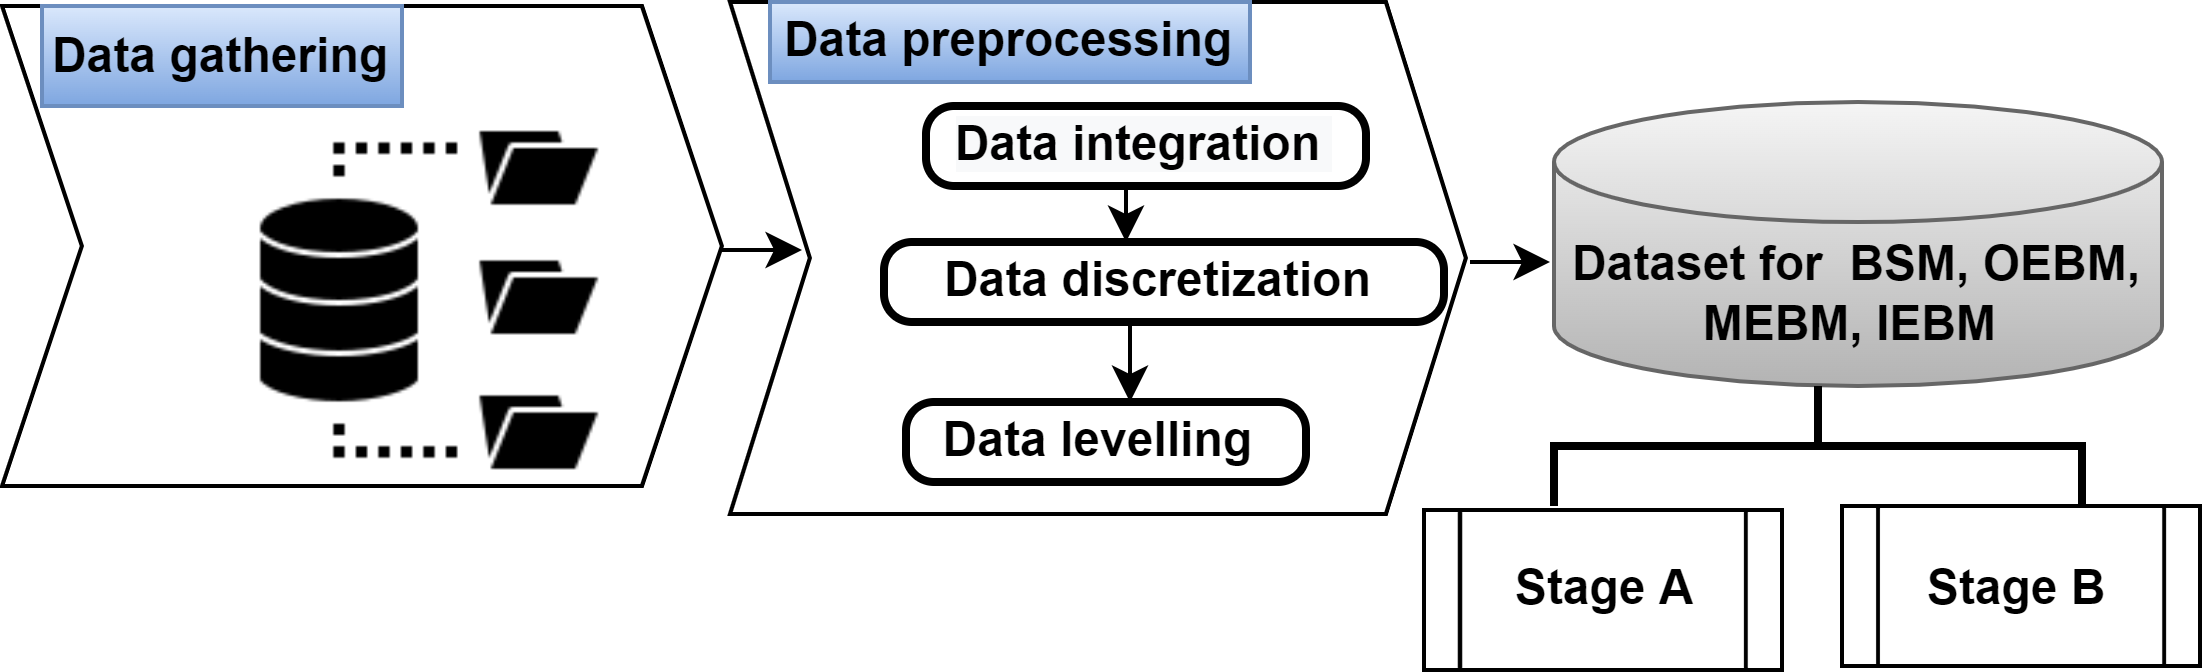 Data gathering
Data preprocessing
Data integration
Data discretization
Data levelling
Dataset for  BSM, OEBM,
MEBM, IEBM
Stage A
Stage B